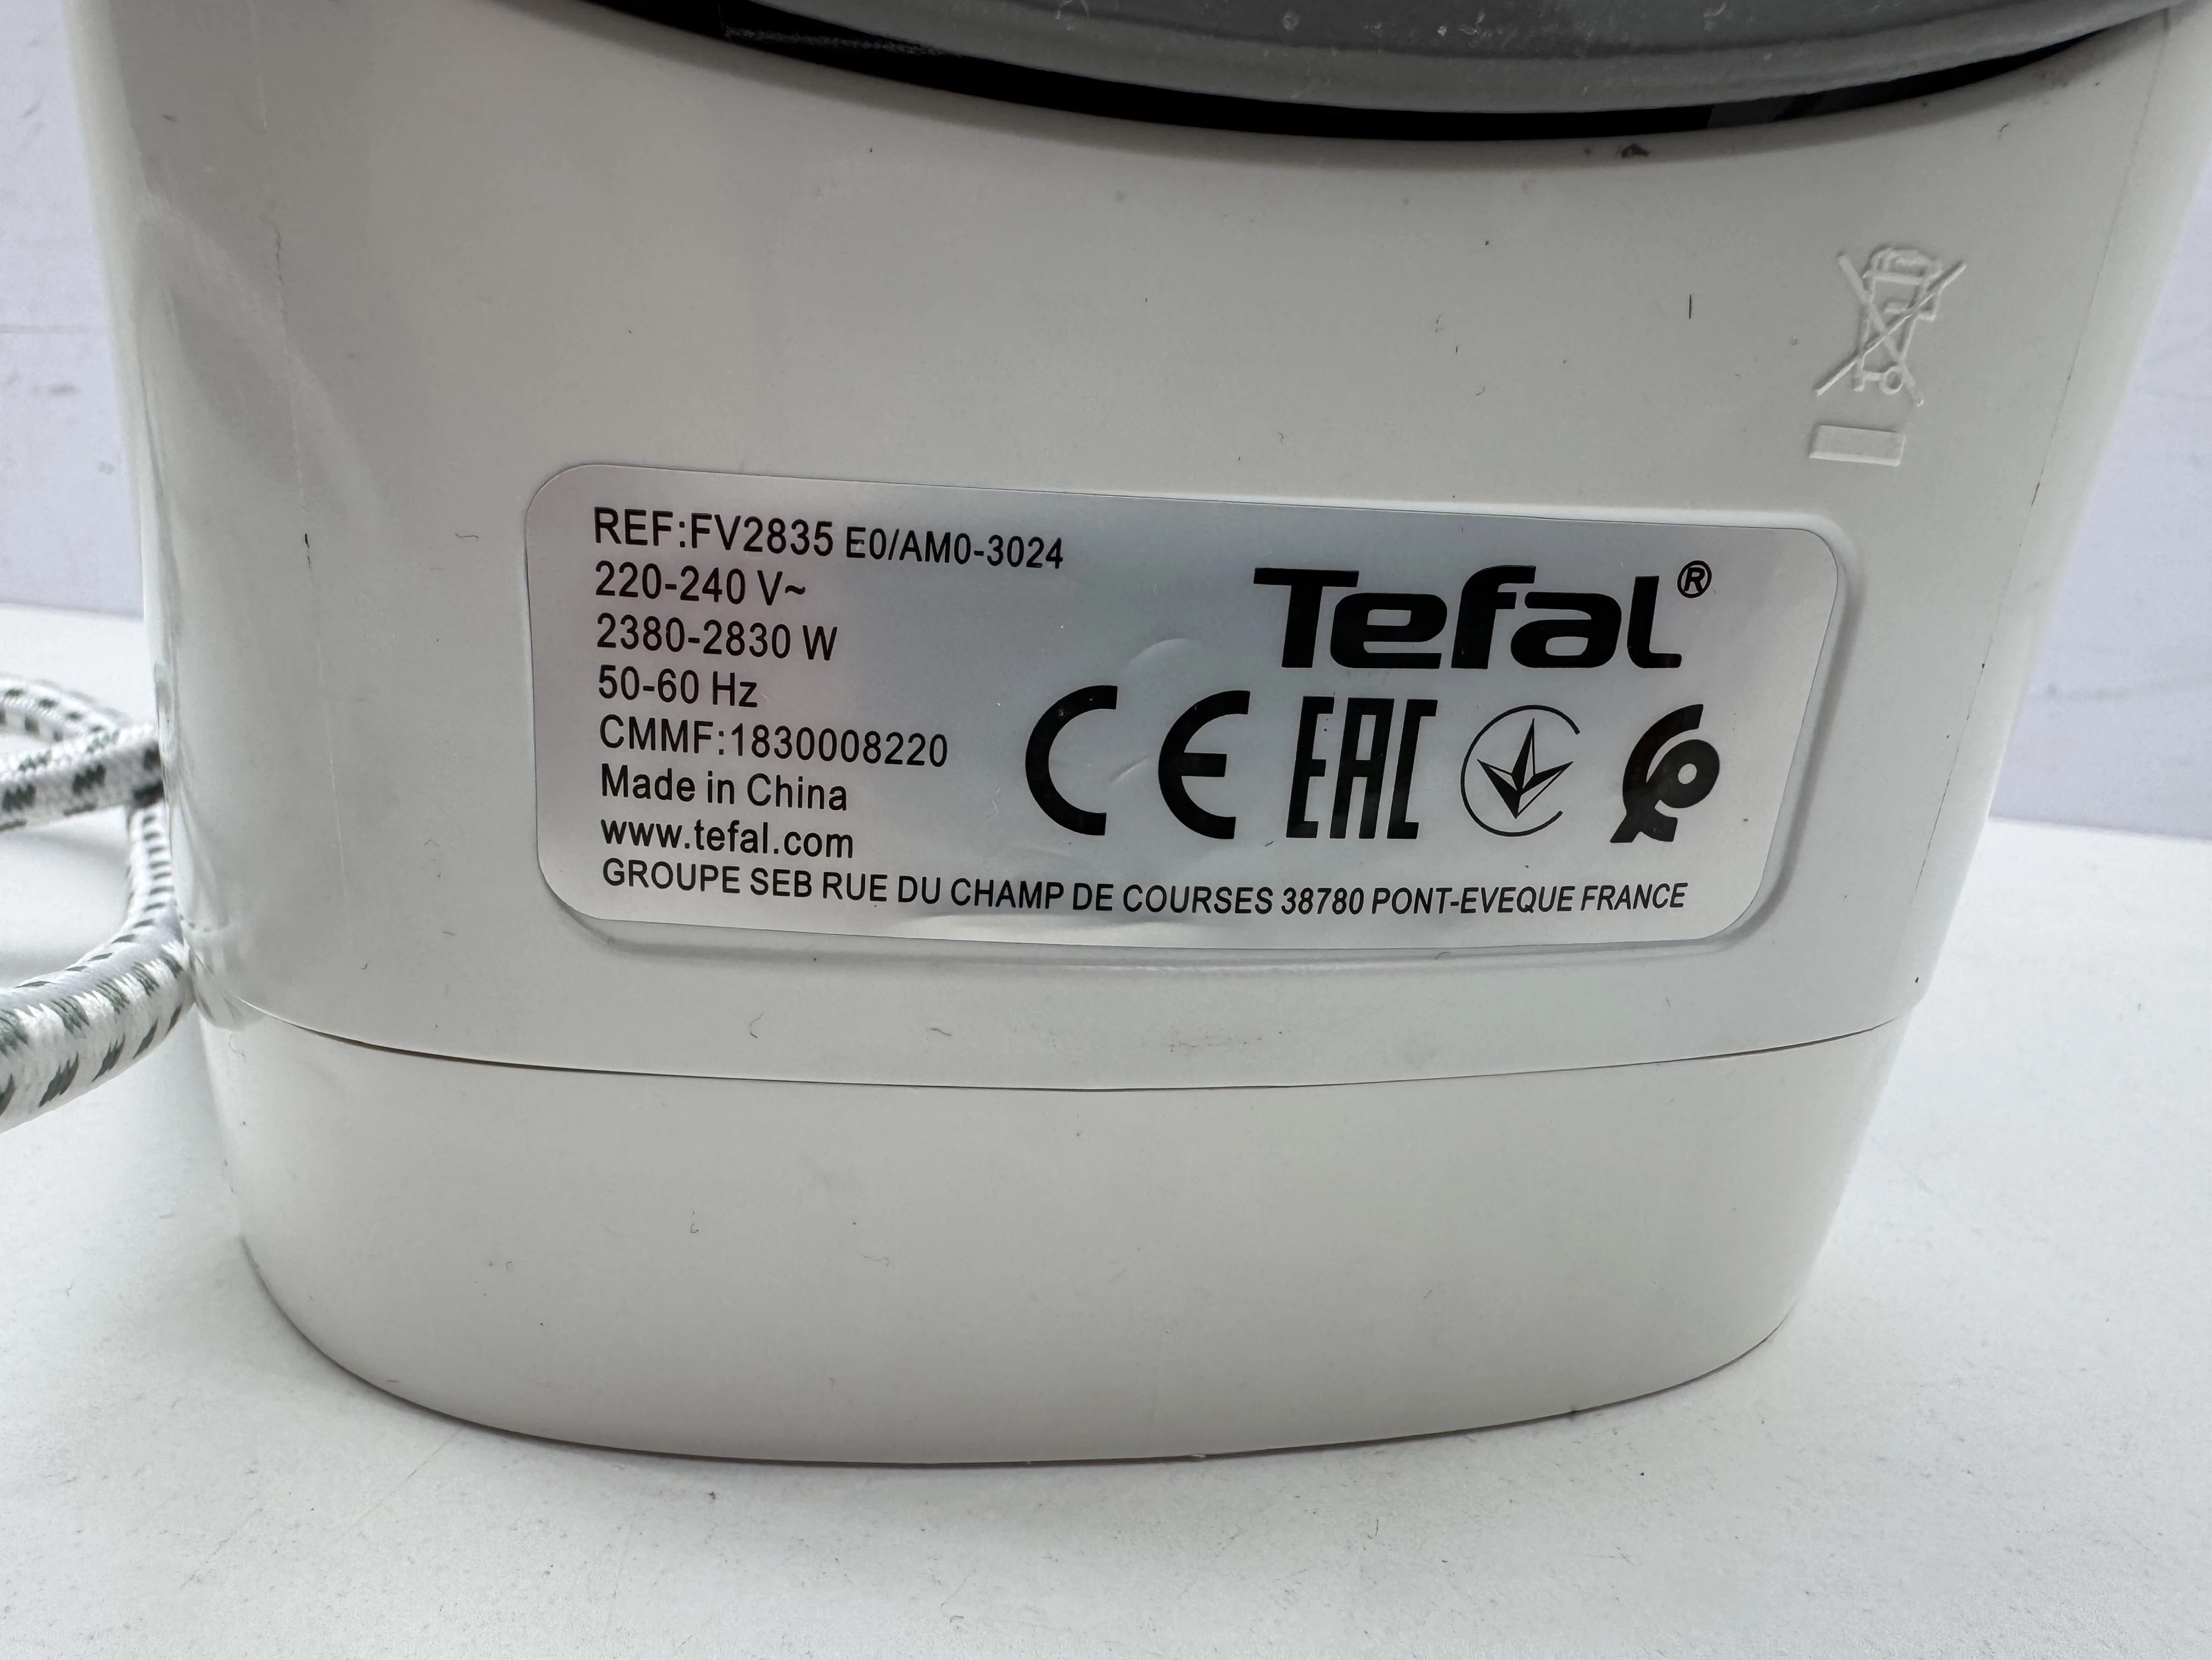 REF:FV2835 E0/AM0-3024
220-240 V~
2380-2830 W
50-60 Hz
CMMF:1830008220
Made in China
www.tefal.com
GROUPE SEB RUE DU CHAMP DE COURSES 38780 PONT-EVEQUE FRANCE
Tefal®
CE EAC